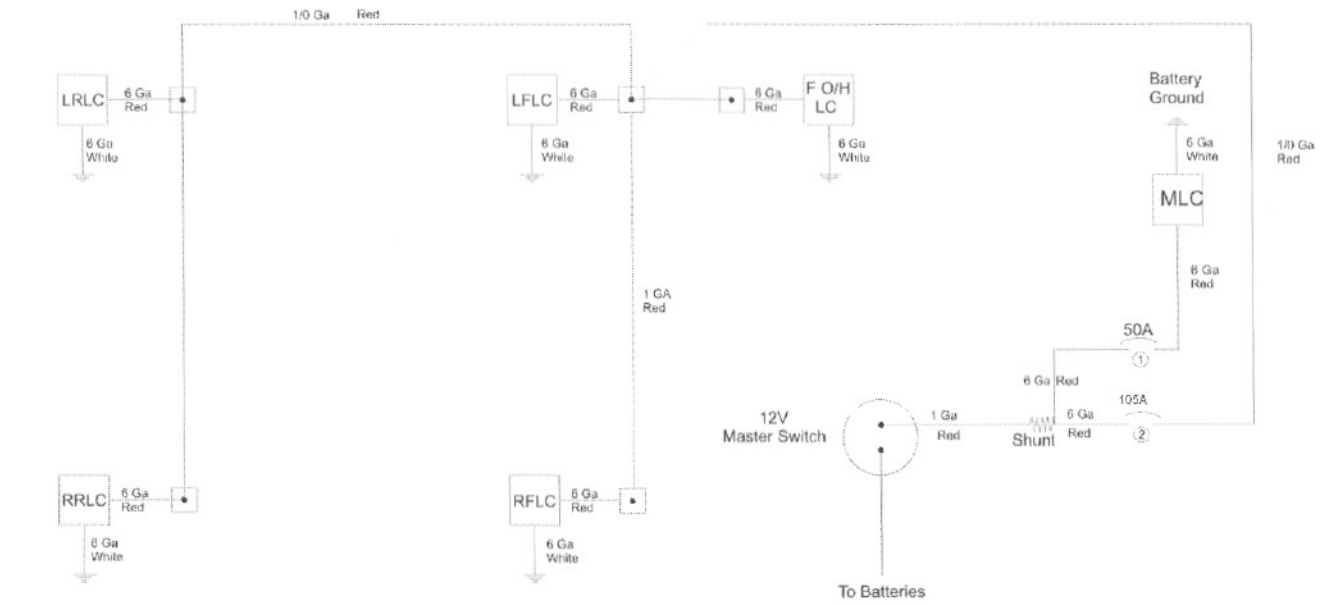 1/0 Ga Red
LRLC
6 Ga
Red
6 Ga
White
LFLC
6 Ga
Red
6 Ga
White
6 Ga
Red
F O/H
LC
6 Ga
White
Battery
Ground
6 Ga
White
1/0 Ga
Red
MLC
6 Ga
Red
1 GA
Red
50A
1
6 Ga Red
105A
12V
Master Switch
1 Ga
Red
Shunt
6 Ga
Red
2
RRLC
6 Ga
Red
6 Ga
White
RFLC
6 Ga
Red
6 Ga
White
To Batteries